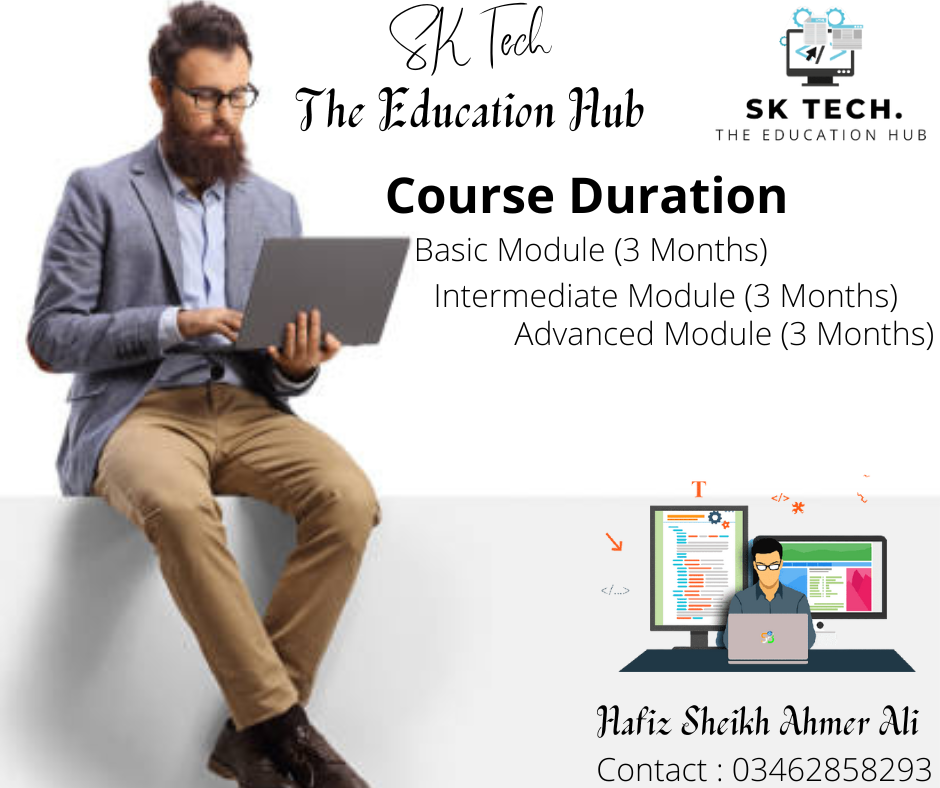 SK Tech
The Education Hub
SK TECH.
THE EDUCATION HUB
Course Duration
Basic Module (3 Months)
Intermediate Module (3 Months)
Advanced Module (3 Months)
T
</>
</...>
Hafiz Sheikh Ahmer Ali
Contact : 03462858293